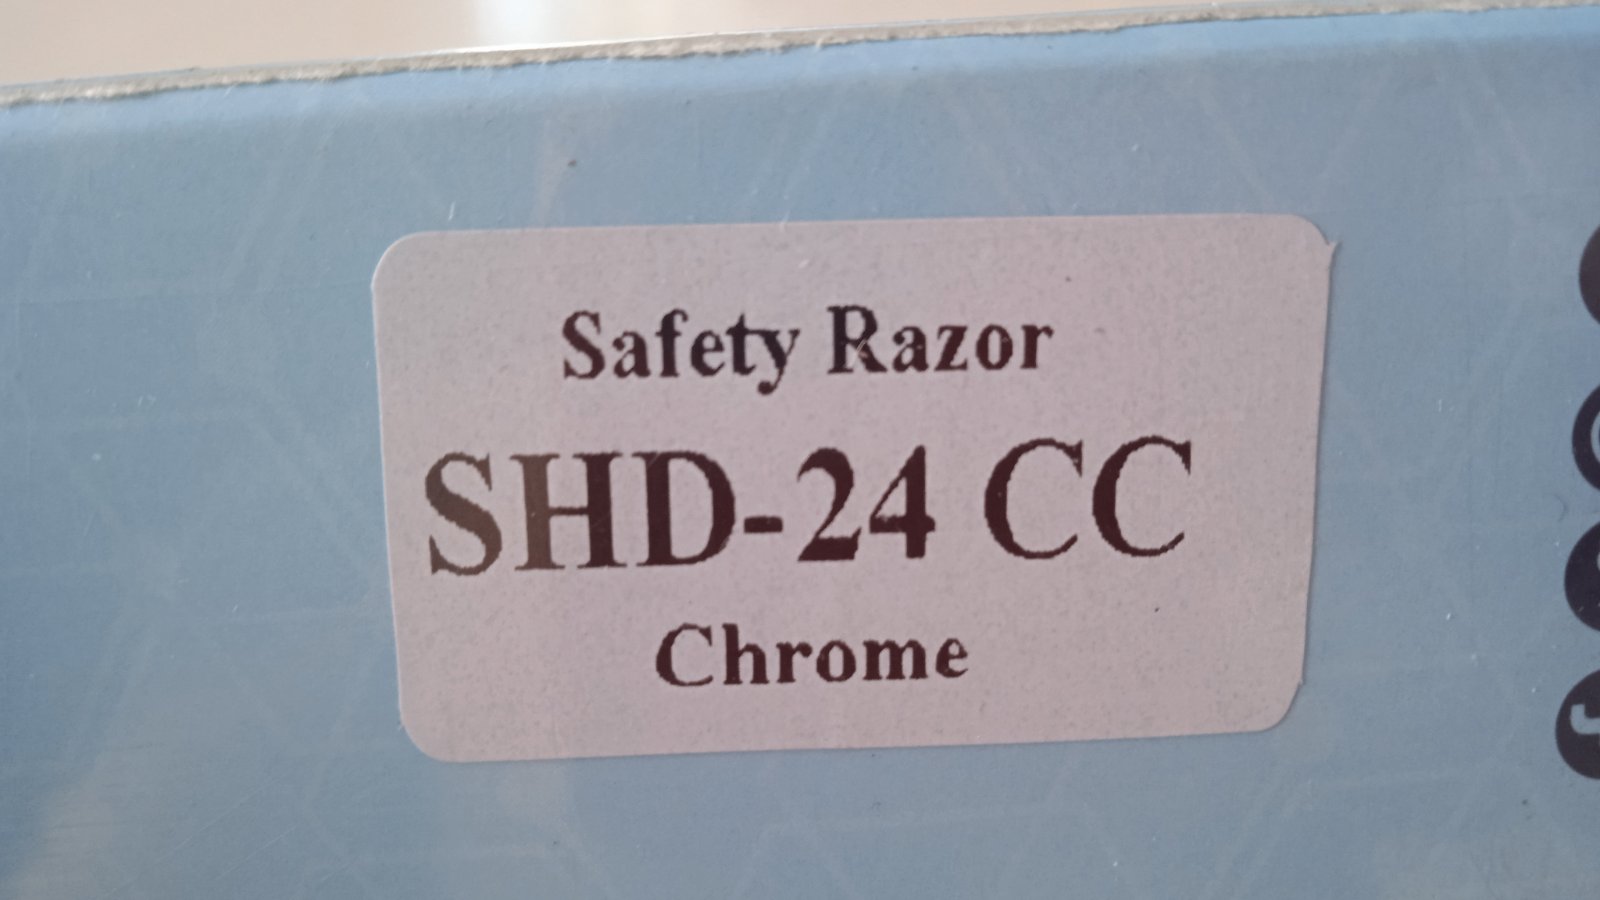 Safety Razor
SHD-24 CC
Chrome